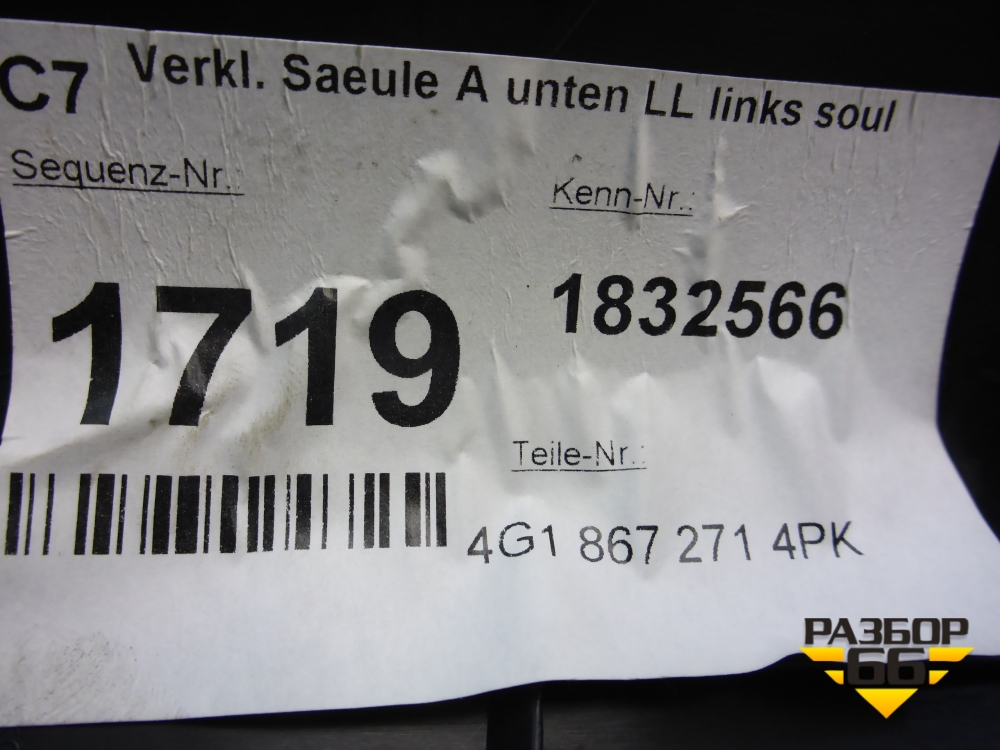 C7 Verkl. Saeule A unten LL links soul
Sequenz-Nr.:
Kenn-Nr.:
1719
1832566
Teile-Nr.:
4G1 867 271 4PK
РАЗБОР
66